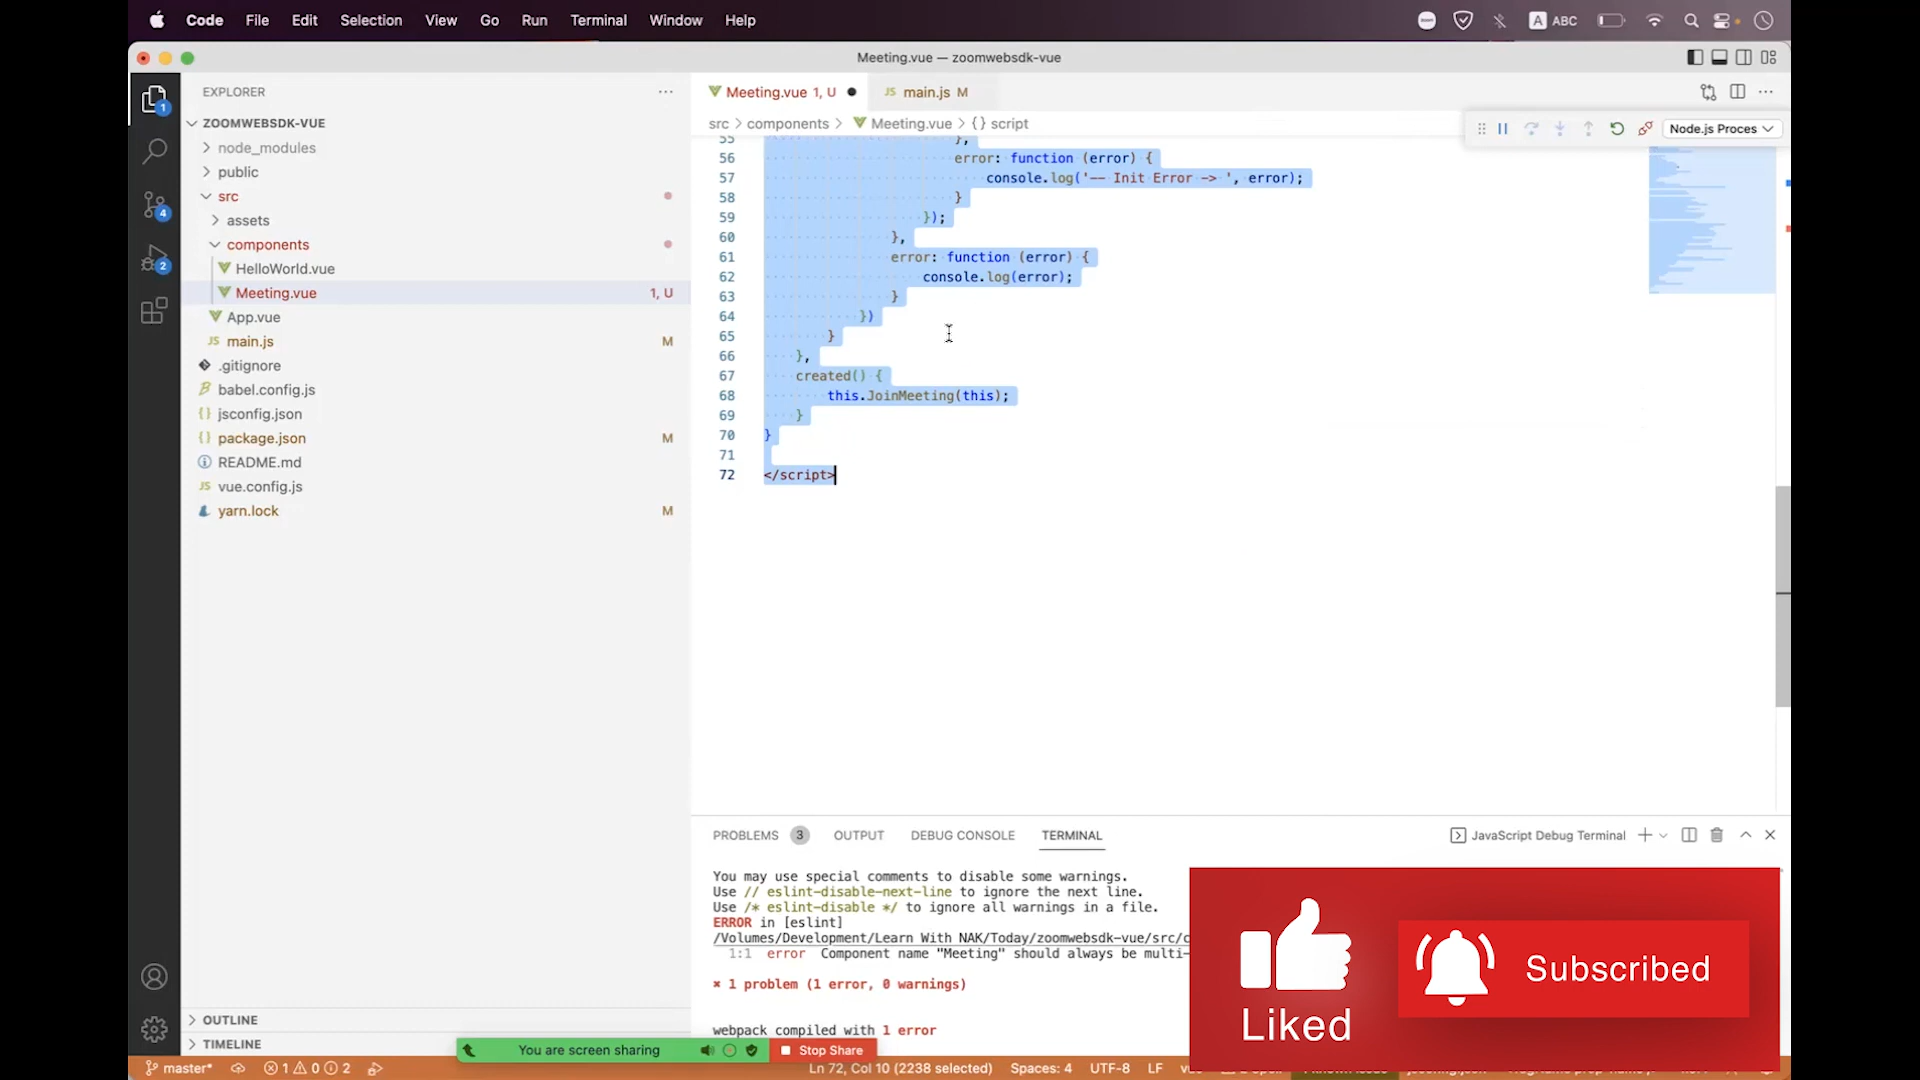 Code File Edit Selection View Go Run Terminal Window Help
A ABC
Meeting.vue — zoomwebsdk-vue
EXPLORER
ZOOMWEBSDK-VUE
node_modules
public
src
assets
components
HelloWorld.vue
Meeting.vue 1, U
App.vue
JS main.js M
.gitignore
babel.config.js
{} jsconfig.json
{} package.json M
README.md
JS vue.config.js
yarn.lock M
OUTLINE
TIMELINE
1
4
2
Meeting.vue 1, U
JS main.js M
src > components > Meeting.vue > {} script
Node.js Proces
55 },
56 error: function (error) {
57 console.log('-- Init Error -> ', error);
58 }
59 });
60 },
61 error: function (error) {
62 console.log(error);
63 }
64 })
65 }
66 },
67 created() {
68 this.JoinMeeting(this);
69 }
70 }
71
72 </script>
PROBLEMS 3 OUTPUT DEBUG CONSOLE TERMINAL
JavaScript Debug Terminal
You may use special comments to disable some warnings.
Use // eslint-disable-next-line to ignore the next line.
Use /* eslint-disable */ to ignore all warnings in a file.
ERROR in [eslint]
/Volumes/Development/Learn With NAK/Today/zoomwebsdk-vue/src/c
1:1 error Component name "Meeting" should always be multi-
✖ 1 problem (1 error, 0 warnings)
webpack compiled with 1 error
Liked
Subscribed
You are screen sharing
Stop Share
master* 1 0 2
Ln 72, Col 10 (2238 selected) Spaces: 4 UTF-8 LF